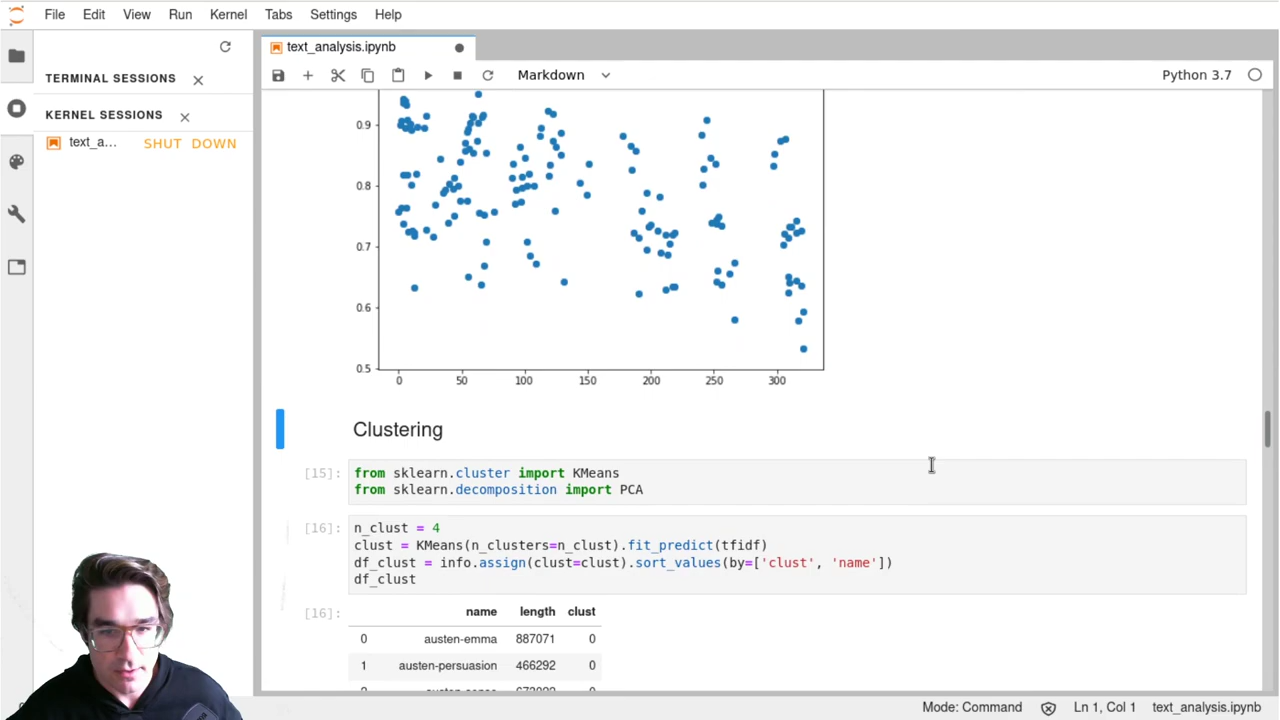 File Edit View Run Kernel Tabs Settings Help
TERMINAL SESSIONS
KERNEL SESSIONS
text_a... SHUT DOWN
text_analysis.ipynb
Markdown
Python 3.7
0.9
0.8
0.7
0.6
0.5
0 50 100 150 200 250 300
Clustering
[15]: from sklearn.cluster import KMeans
from sklearn.decomposition import PCA
[16]: n_clust = 4
clust = KMeans(n_clusters=n_clust).fit_predict(tfidf)
df_clust = info.assign(clust=clust).sort_values(by=['clust', 'name'])
df_clust
[16]: name length clust
0 austen-emma 887071 0
1 austen-persuasion 466292 0
Mode: Command Ln 1, Col 1 text_analysis.ipynb